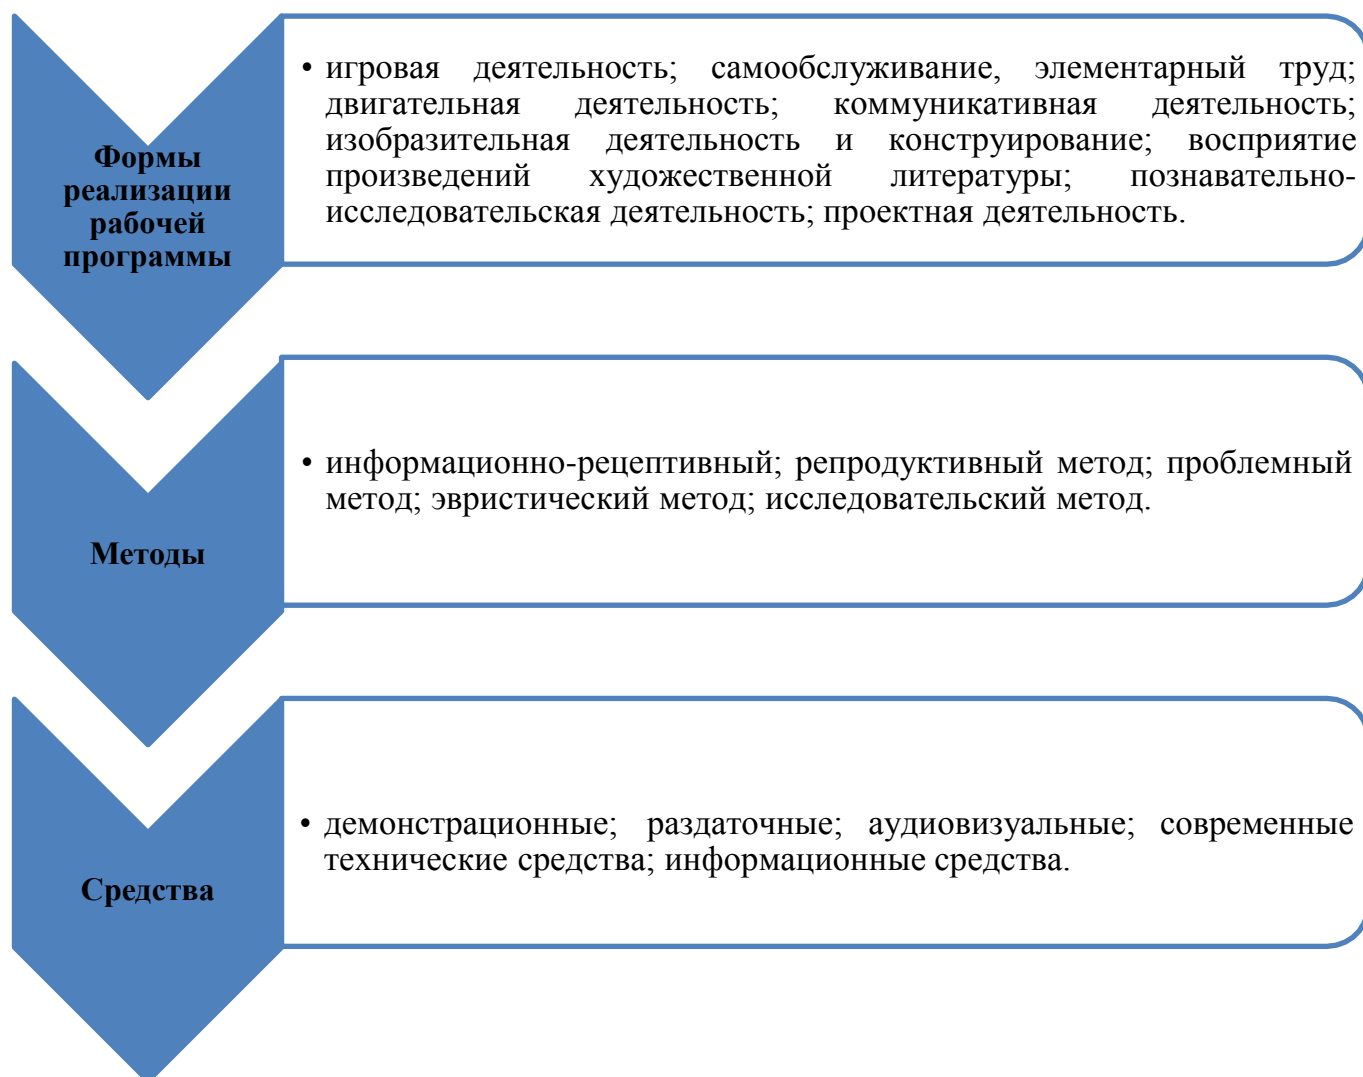 Формы
реализации
рабочей
программы
• игровая деятельность; самообслуживание, элементарный труд;
двигательная деятельность; коммуникативная деятельность;
изобразительная деятельность и конструирование; восприятие
произведений художественной литературы; познавательно-
исследовательская деятельность; проектная деятельность.
Методы
• информационно-рецептивный; репродуктивный метод; проблемный
метод; эвристический метод; исследовательский метод.
Средства
• демонстрационные; раздаточные; аудиовизуальные; современные
технические средства; информационные средства.